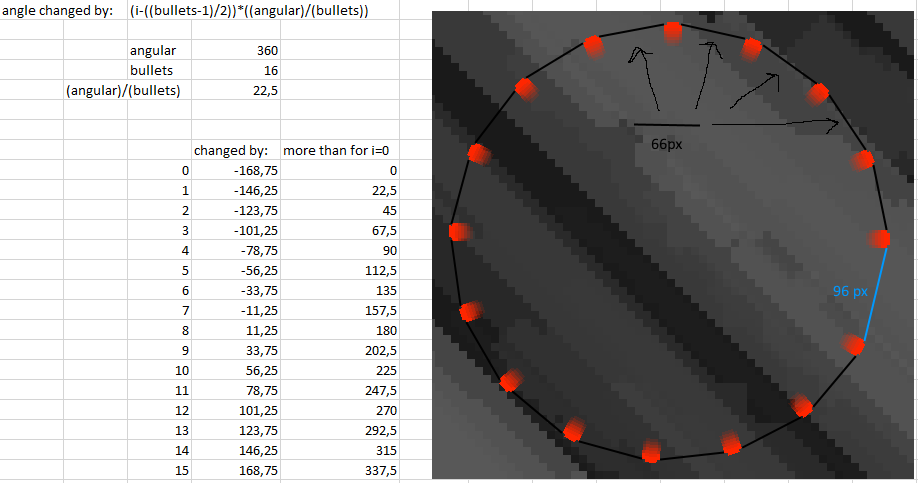 angle changed by: (i-((bullets-1)/2))*((angular)/(bullets))
angular 360
bullets 16
(angular)/(bullets) 22,5
changed by: more than for i=0
0 -168,75 0
1 -146,25 22,5
2 -123,75 45
3 -101,25 67,5
4 -78,75 90
5 -56,25 112,5
6 -33,75 135
7 -11,25 157,5
8 11,25 180
9 33,75 202,5
10 56,25 225
11 78,75 247,5
12 101,25 270
13 123,75 292,5
14 146,25 315
15 168,75 337,5
66px
96 px